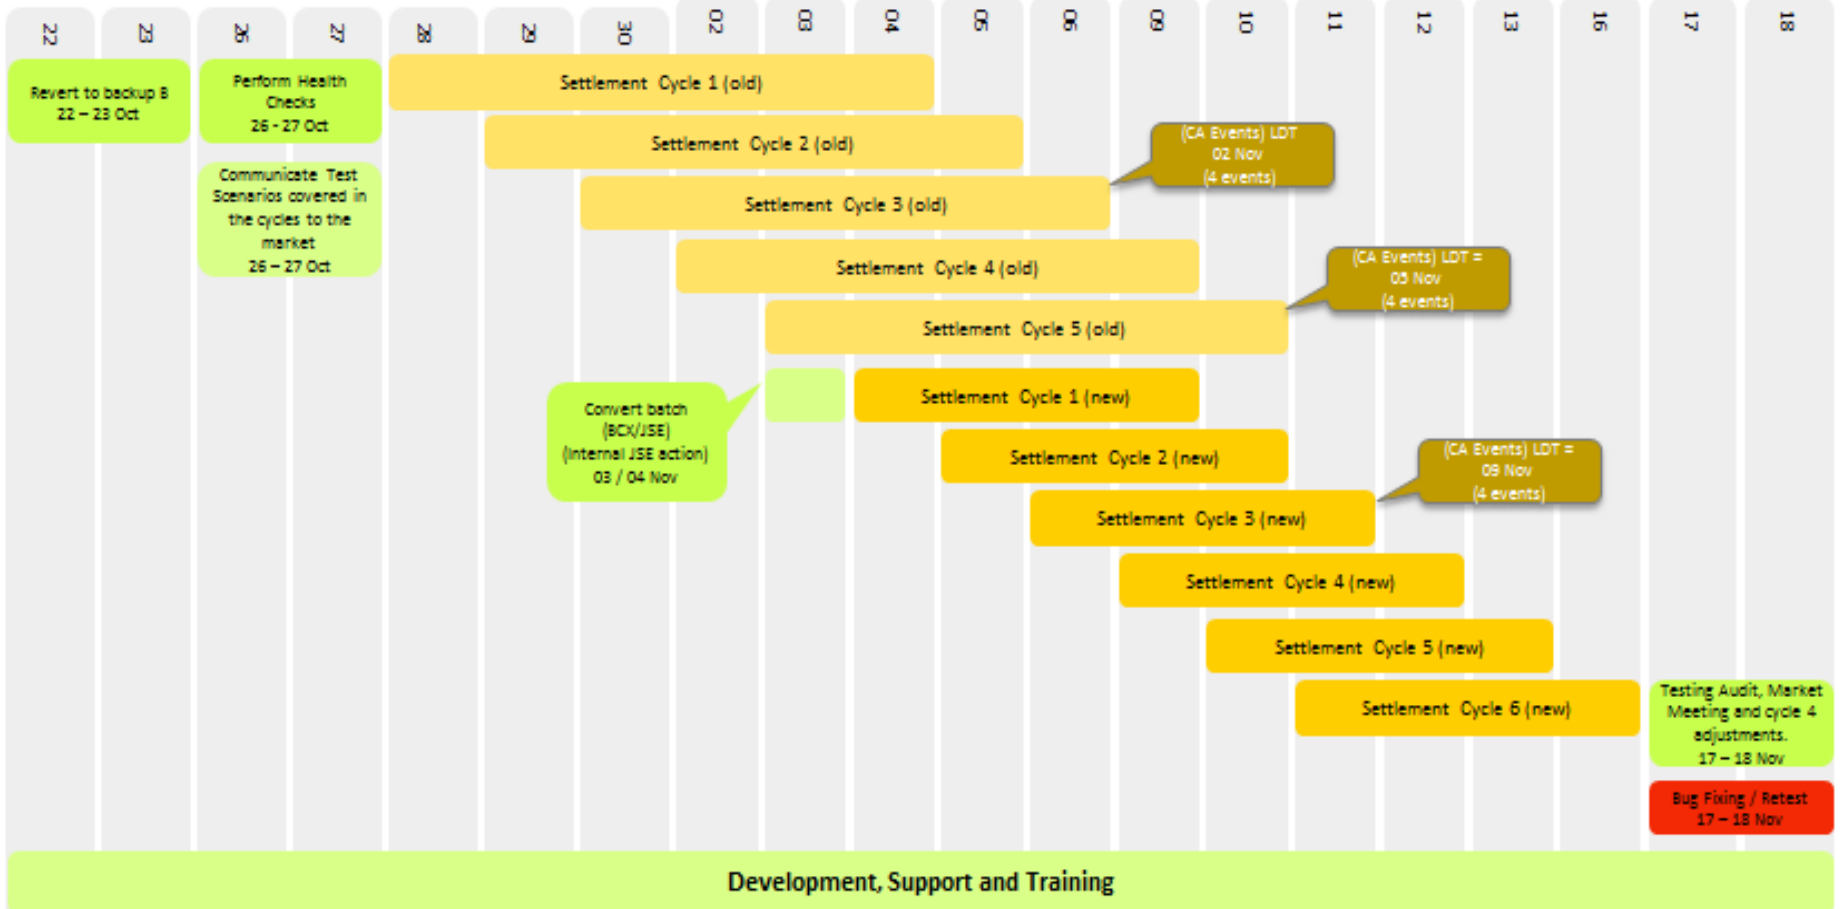 22 23 26 27 28 29 30 02 03 04 05 06 09 10 11 12 13 16 17 18
Revert to backup B
22 – 23 Oct
Perform Health
Checks
26 - 27 Oct
Communicate Test
Scenarios covered in
the cycles to the
market
26 – 27 Oct
Settlement Cycle 1 (old)
Settlement Cycle 2 (old)
(CA Events) LDT
02 Nov
(4 events)
Settlement Cycle 3 (old)
Settlement Cycle 4 (old)
(CA Events) LDT =
05 Nov
(4 events)
Settlement Cycle 5 (old)
Convert batch
(BCX/JSE)
(Internal JSE action)
03 / 04 Nov
Settlement Cycle 1 (new)
Settlement Cycle 2 (new)
(CA Events) LDT =
09 Nov
(4 events)
Settlement Cycle 3 (new)
Settlement Cycle 4 (new)
Settlement Cycle 5 (new)
Settlement Cycle 6 (new)
Testing Audit, Market
Meeting and cycle 4
adjustments.
17 – 18 Nov
Bug Fixing / Retest
17 – 18 Nov
Development, Support and Training